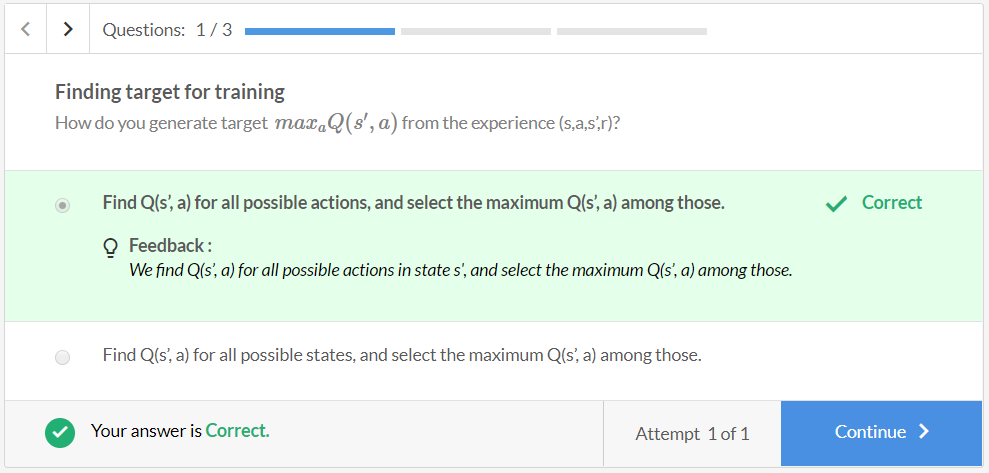 Questions: 1 / 3
Finding target for training
How do you generate target maxₐQ(s′, a) from the experience (s,a,s’,r)?
Find Q(s’, a) for all possible actions, and select the maximum Q(s’, a) among those.
Correct
Feedback :
We find Q(s’, a) for all possible actions in state s', and select the maximum Q(s’, a) among those.
Find Q(s’, a) for all possible states, and select the maximum Q(s’, a) among those.
Your answer is Correct.
Attempt 1 of 1
Continue